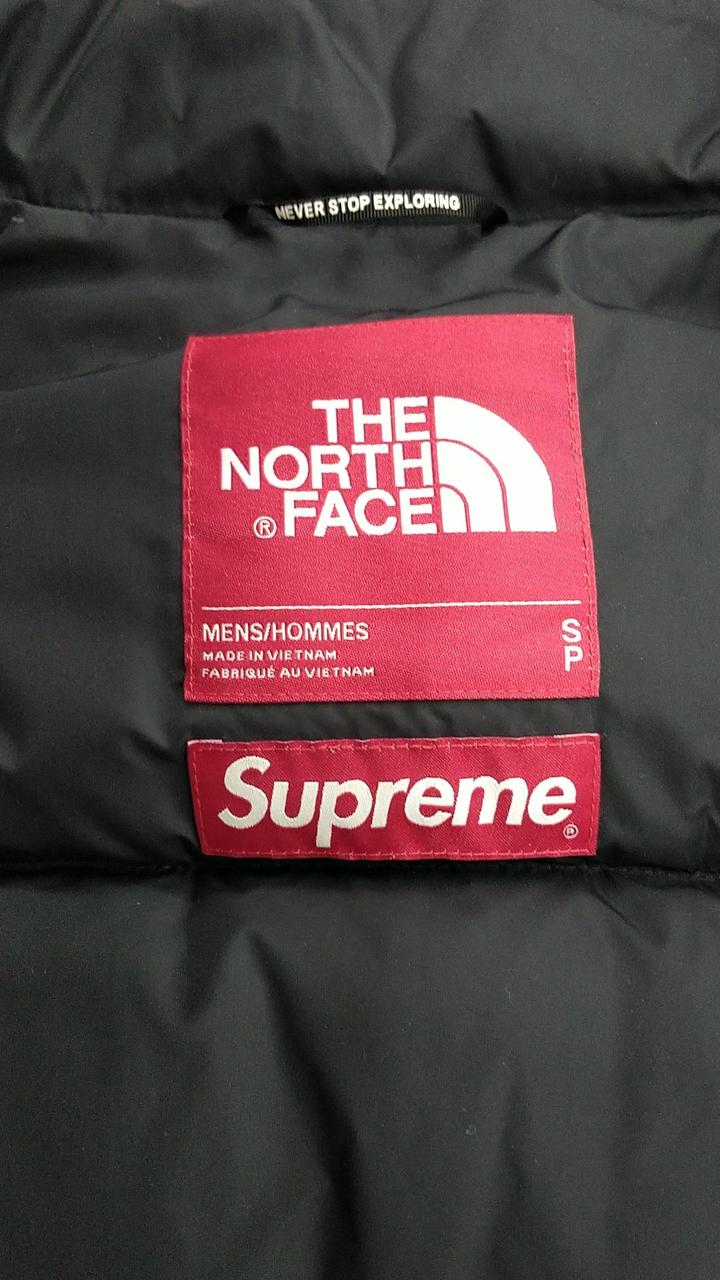 NEVER STOP EXPLORING
THE
NORTH
® FACE
MENS/HOMMES
S
MADE IN VIETNAM
P
FABRIQUÉ AU VIETNAM
Supreme
®